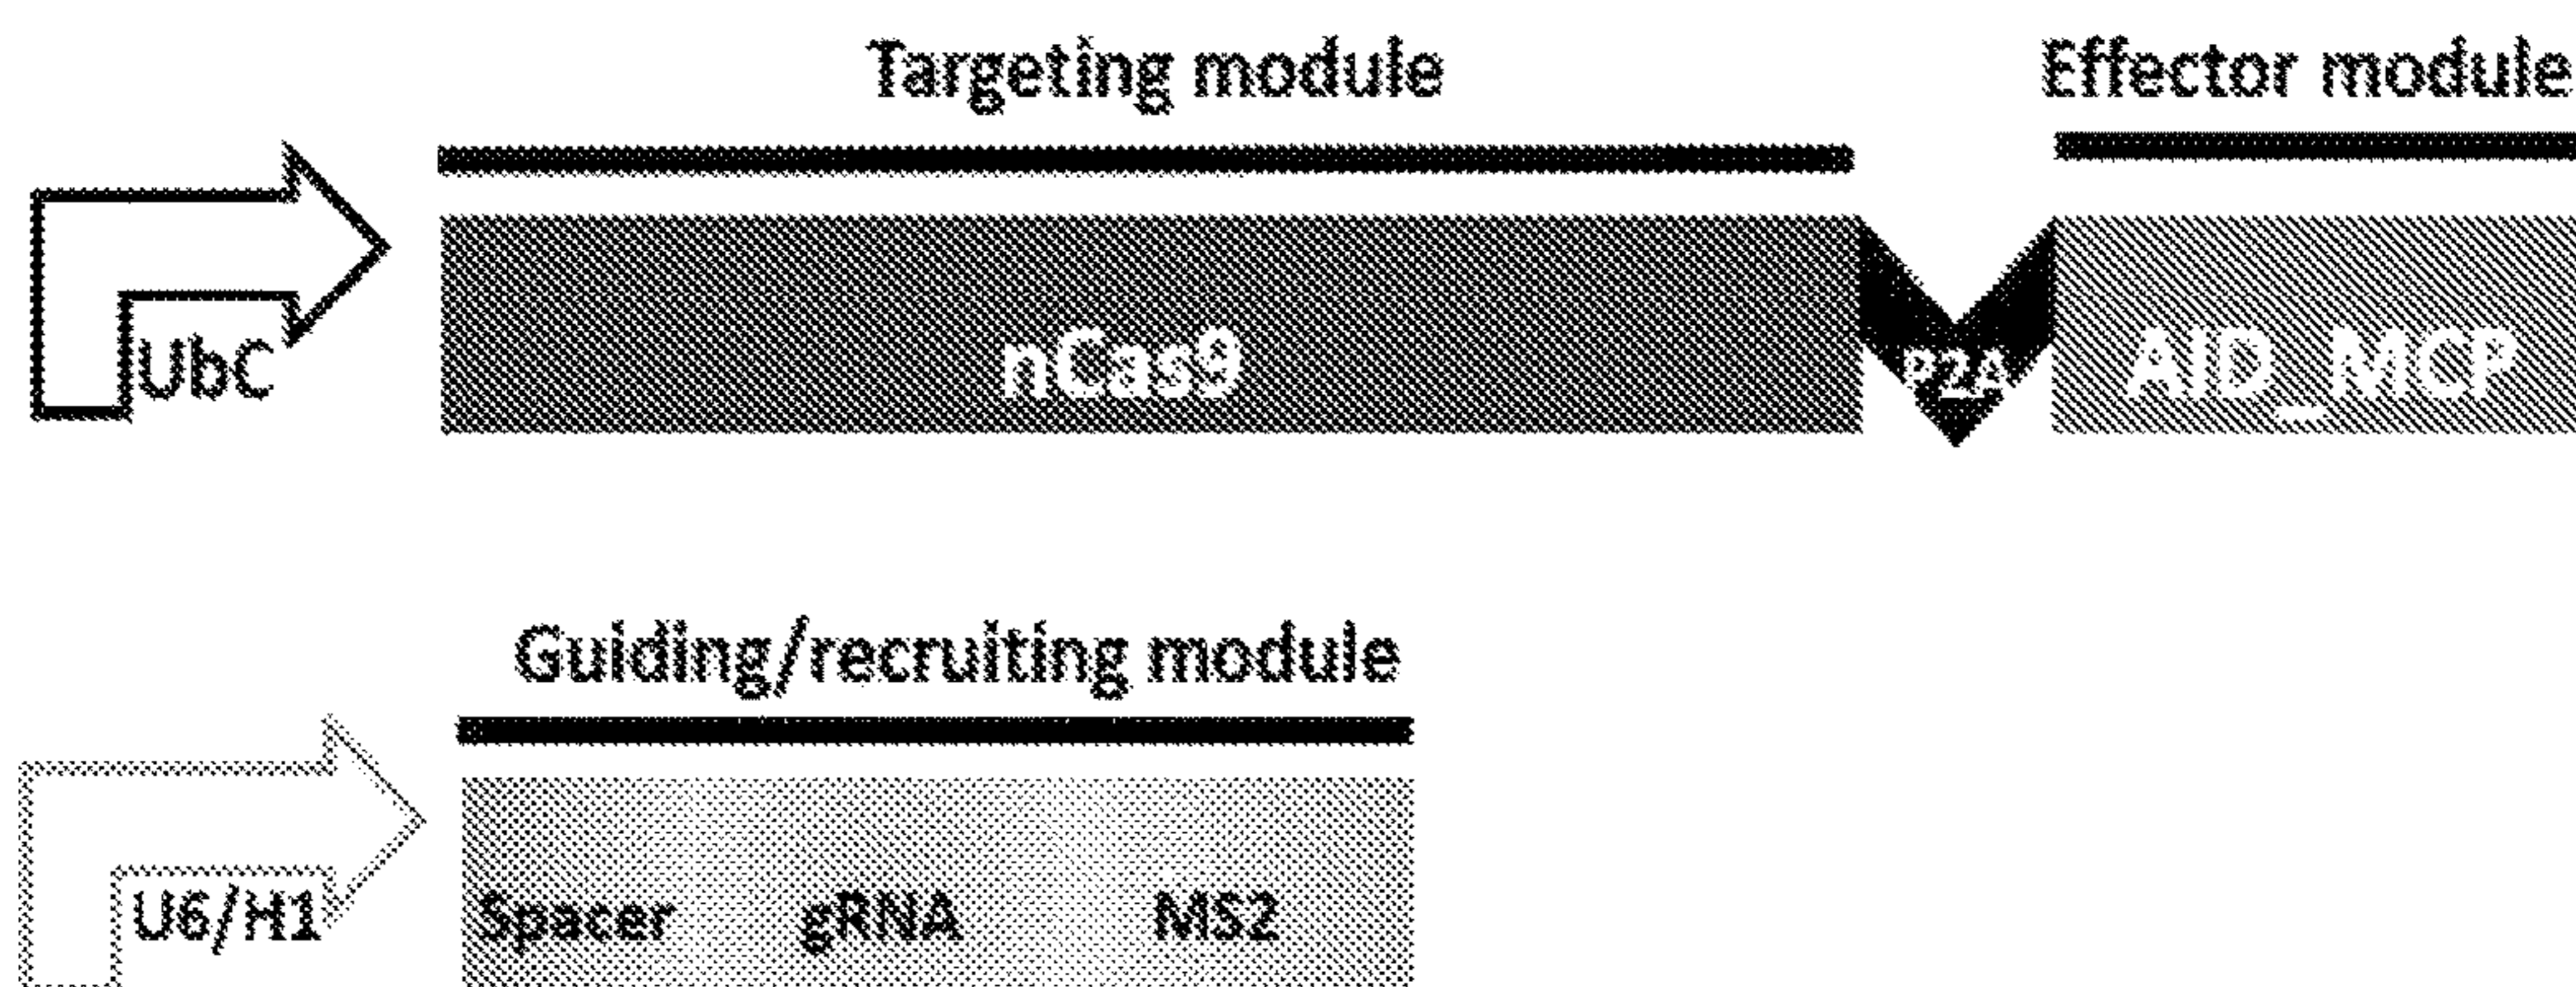 Targeting module
Effector module
UbC
nCas9
P2A
AID_MCP
Guiding/recruiting module
U6/H1
Spacer gRNA MS2